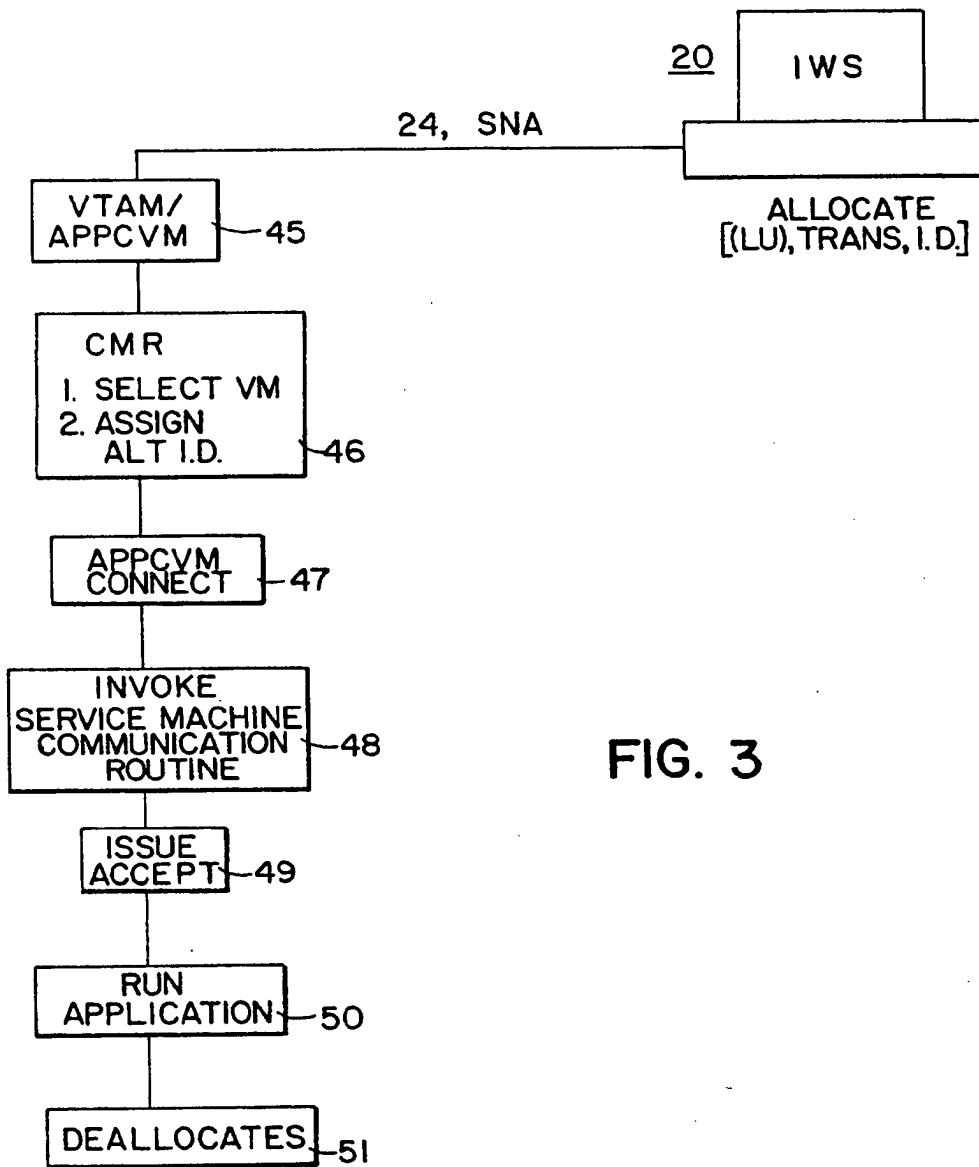 20
IWS
24, SNA
ALLOCATE
[(LU), TRANS, I.D.]
VTAM/
APPCVM
45
CMR
1. SELECT VM
2. ASSIGN
ALT I.D.
46
APPCVM
CONNECT
47
INVOKE
SERVICE MACHINE
COMMUNICATION
ROUTINE
48
ISSUE
ACCEPT
49
RUN
APPLICATION
50
DEALLOCATES
51
FIG. 3